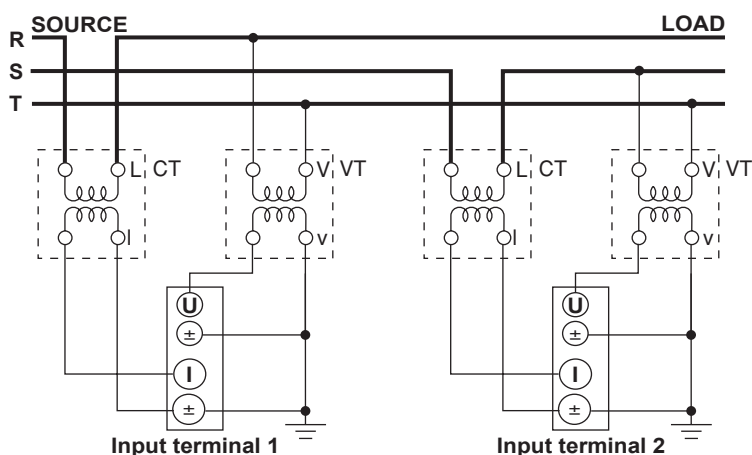 SOURCE LOAD
R
S
T
L CT V VT L CT V VT
l v l v
U U
± ±
I I
± ±
Input terminal 1 Input terminal 2